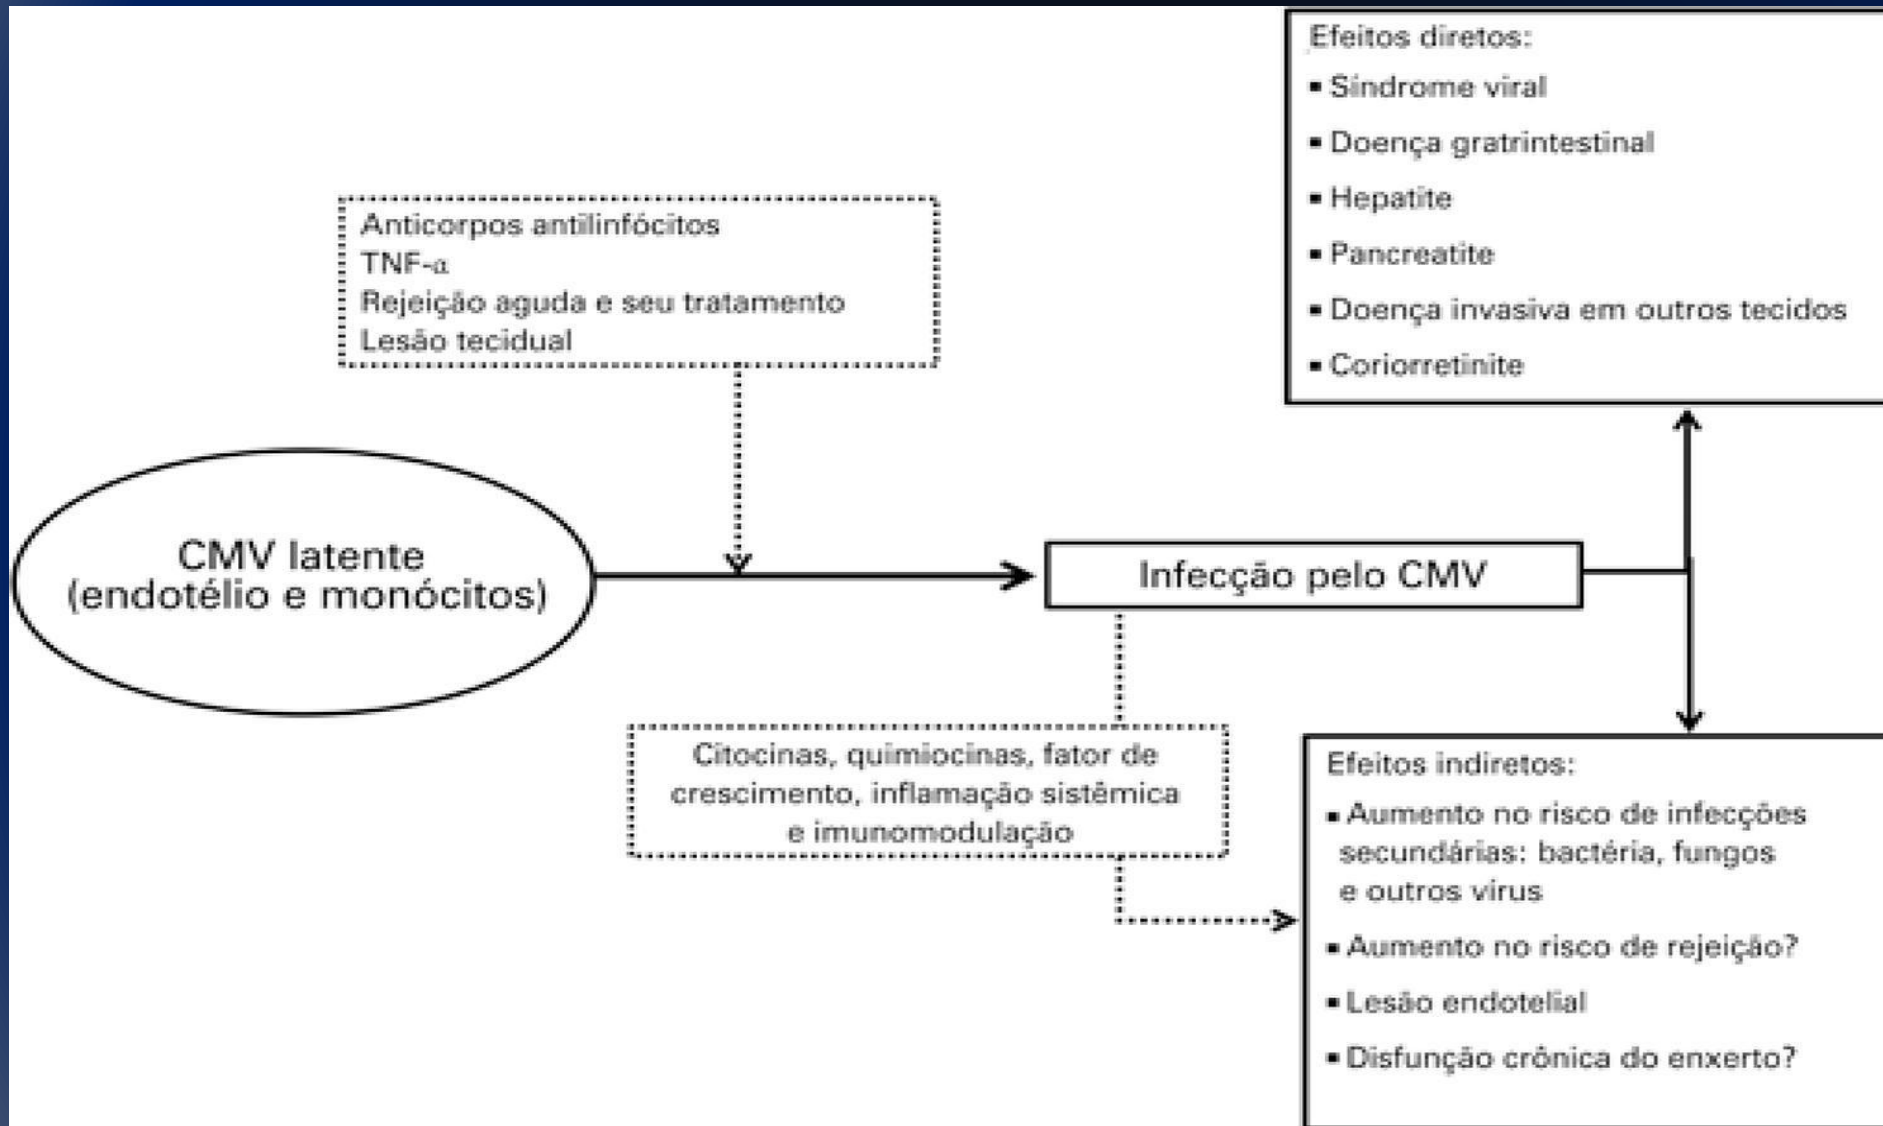 Efeitos diretos:
▪ Síndrome viral
▪ Doença gratrintestinal
▪ Hepatite
▪ Pancreatite
▪ Doença invasiva em outros tecidos
▪ Coriorretinite
Anticorpos antilinfócitos
TNF-α
Rejeição aguda e seu tratamento
Lesão tecidual
CMV latente
(endotélio e monócitos)
Infecção pelo CMV
Citocinas, quimiocinas, fator de
crescimento, inflamação sistêmica
e imunomodulação
Efeitos indiretos:
▪ Aumento no risco de infecções
secundárias: bactéria, fungos
e outros vírus
▪ Aumento no risco de rejeição?
▪ Lesão endotelial
▪ Disfunção crônica do enxerto?